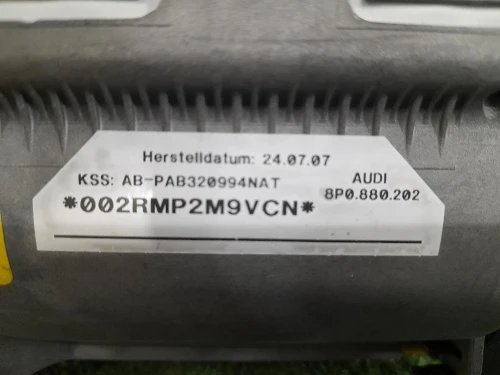 Herstelldatum: 24.07.07
KSS: AB-PAB320994NAT AUDI
8P0.880.202
*002RMP2M9VCN*